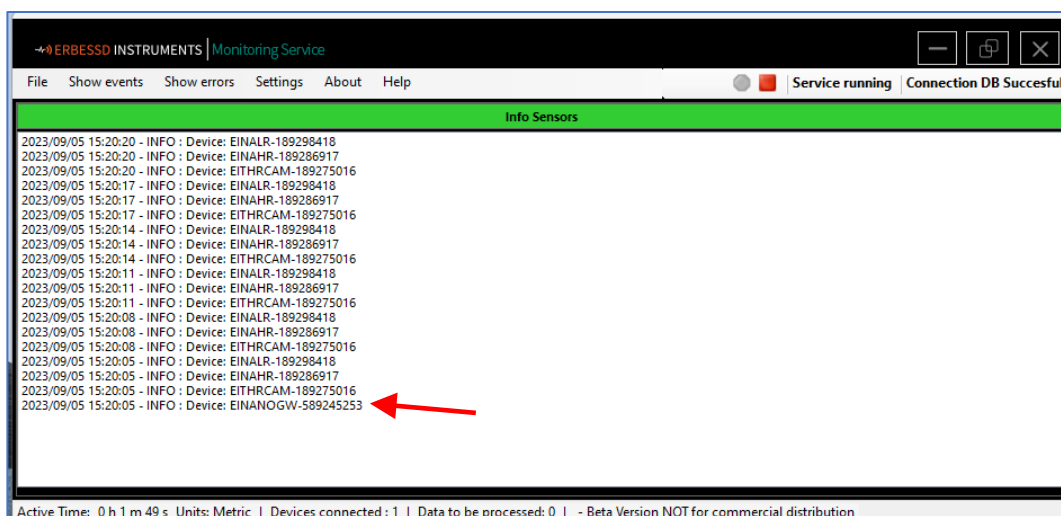 ERBESSD INSTRUMENTS | Monitoring Service
File Show events Show errors Settings About Help Service running Connection DB Succesful
Info Sensors
2023/09/05 15:20:20 - INFO : Device: EINALR-189298418
2023/09/05 15:20:20 - INFO : Device: EINAHR-189286917
2023/09/05 15:20:20 - INFO : Device: EITHRCAM-189275016
2023/09/05 15:20:17 - INFO : Device: EINALR-189298418
2023/09/05 15:20:17 - INFO : Device: EINAHR-189286917
2023/09/05 15:20:17 - INFO : Device: EITHRCAM-189275016
2023/09/05 15:20:14 - INFO : Device: EINALR-189298418
2023/09/05 15:20:14 - INFO : Device: EINAHR-189286917
2023/09/05 15:20:14 - INFO : Device: EITHRCAM-189275016
2023/09/05 15:20:11 - INFO : Device: EINALR-189298418
2023/09/05 15:20:11 - INFO : Device: EINAHR-189286917
2023/09/05 15:20:11 - INFO : Device: EITHRCAM-189275016
2023/09/05 15:20:08 - INFO : Device: EINALR-189298418
2023/09/05 15:20:08 - INFO : Device: EINAHR-189286917
2023/09/05 15:20:08 - INFO : Device: EITHRCAM-189275016
2023/09/05 15:20:05 - INFO : Device: EINALR-189298418
2023/09/05 15:20:05 - INFO : Device: EINAHR-189286917
2023/09/05 15:20:05 - INFO : Device: EITHRCAM-189275016
2023/09/05 15:20:05 - INFO : Device: EINANOGW-589245253
Active Time: 0 h 1 m 49 s Units: Metric | Devices connected : 1 | Data to be processed: 0 | - Beta Version NOT for commercial distribution